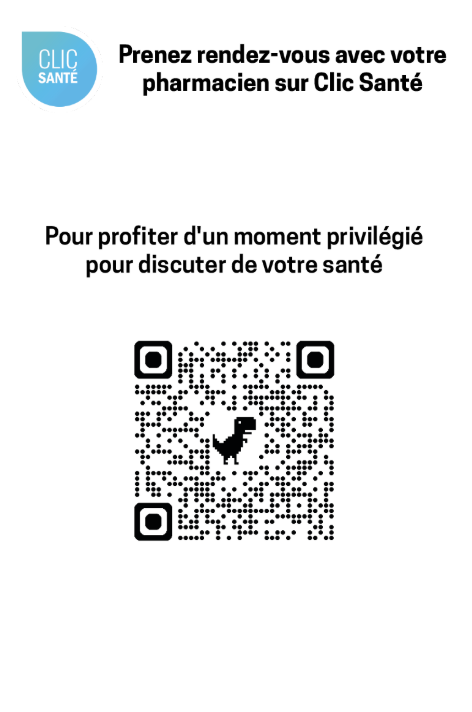 CLIC
SANTÉ
Prenez rendez-vous avec votre
pharmacien sur Clic Santé
Pour profiter d'un moment privilégié
pour discuter de votre santé